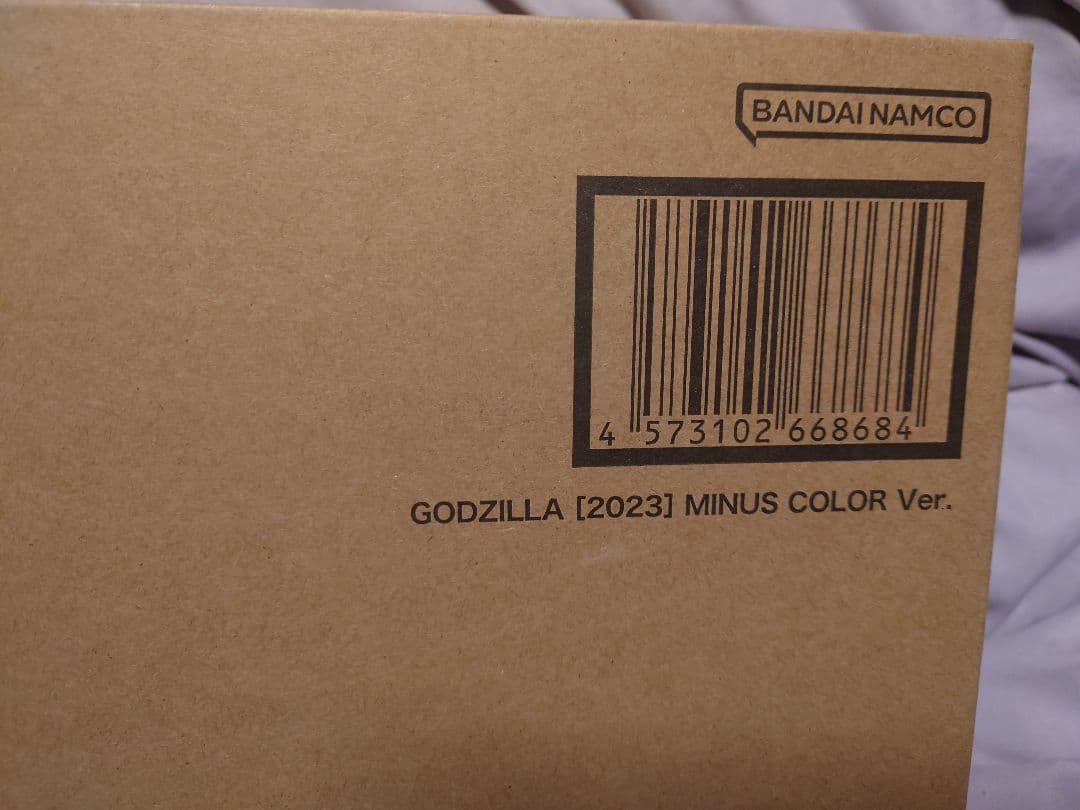 BANDAI NAMCO
4 573102 668684
GODZILLA [2023] MINUS COLOR Ver.